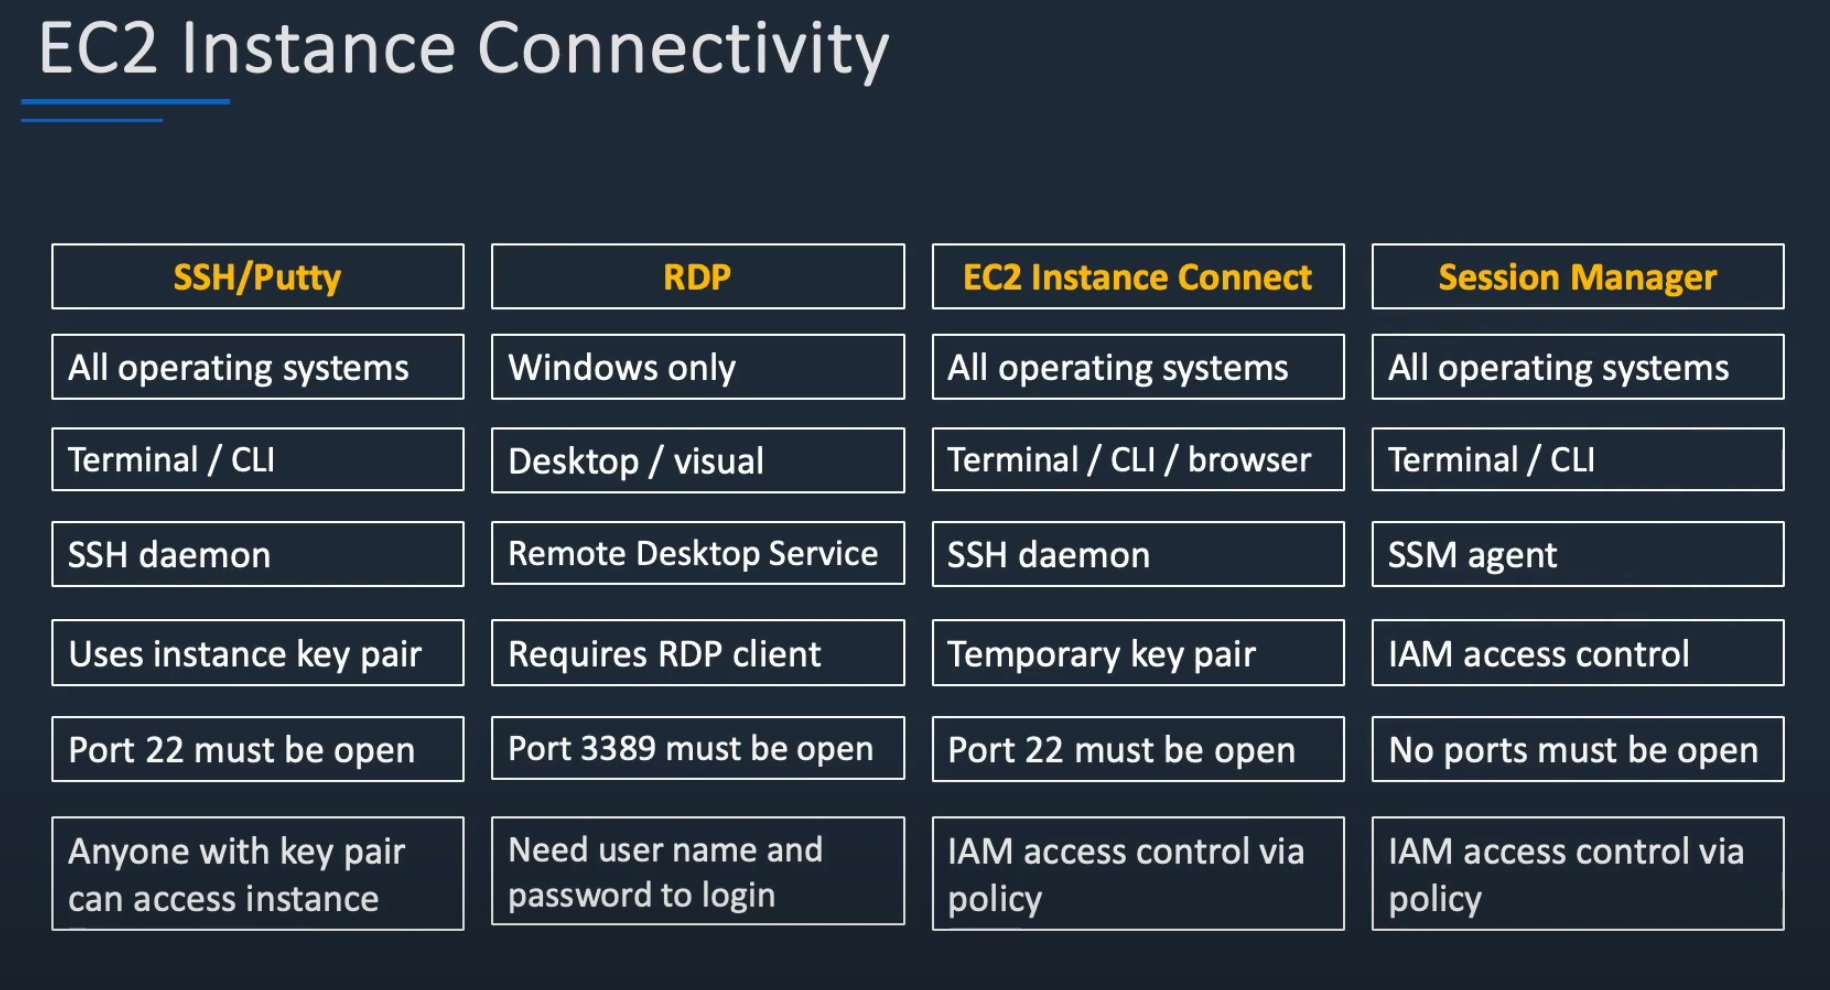 EC2 Instance Connectivity
SSH/Putty
RDP
EC2 Instance Connect
Session Manager
All operating systems
Windows only
All operating systems
All operating systems
Terminal / CLI
Desktop / visual
Terminal / CLI / browser
Terminal / CLI
SSH daemon
Remote Desktop Service
SSH daemon
SSM agent
Uses instance key pair
Requires RDP client
Temporary key pair
IAM access control
Port 22 must be open
Port 3389 must be open
Port 22 must be open
No ports must be open
Anyone with key pair
can access instance
Need user name and
password to login
IAM access control via
policy
IAM access control via
policy